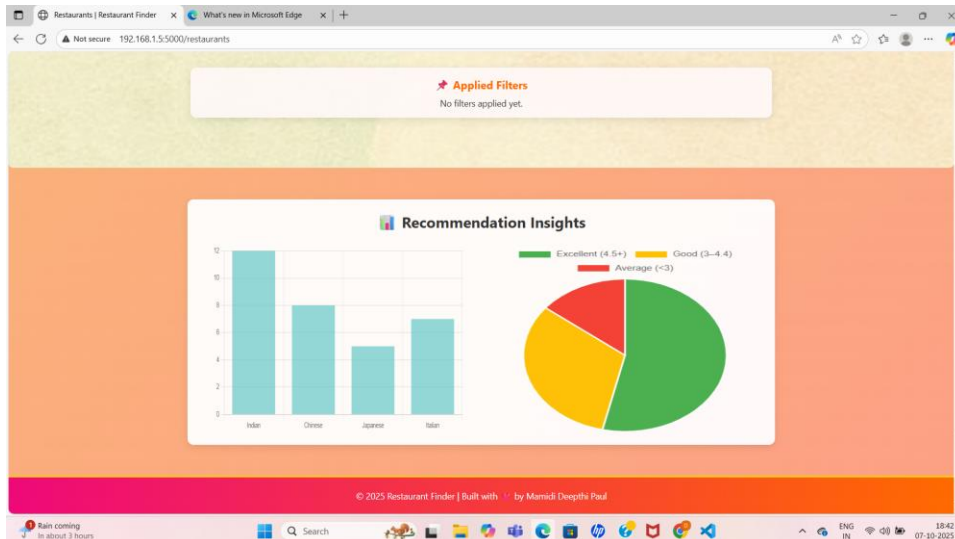 Restaurants | Restaurant Finder
What's new in Microsoft Edge
Not secure 192.168.1.5:5000/restaurants
Applied Filters
No filters applied yet.
Recommendation Insights
12
10
8
6
4
2
0
Indian Chinese Japanese Italian
Excellent (4.5+) Good (3–4.4)
Average (<3)
© 2025 Restaurant Finder | Built with by Mamidi Deepthi Paul
1
Rain coming
In about 3 hours
Search
ENG
IN
18:42
07-10-2025